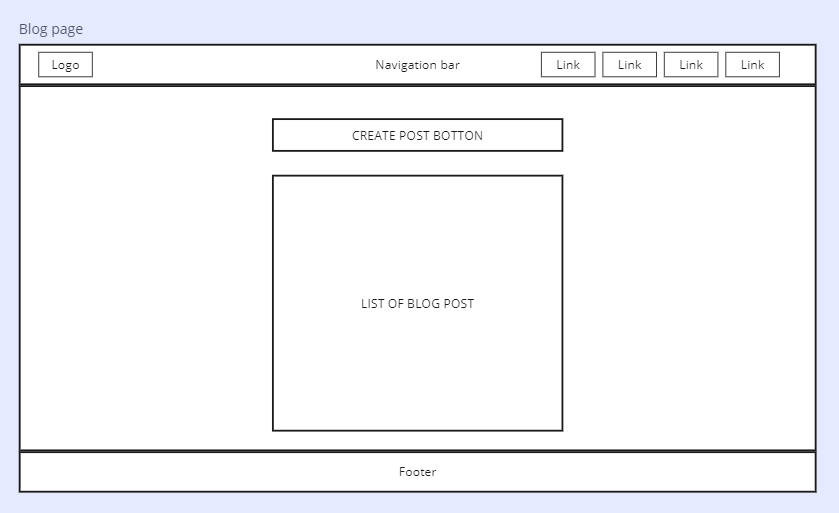 Blog page
Logo
Navigation bar
Link
Link
Link
Link
CREATE POST BOTTON
LIST OF BLOG POST
Footer